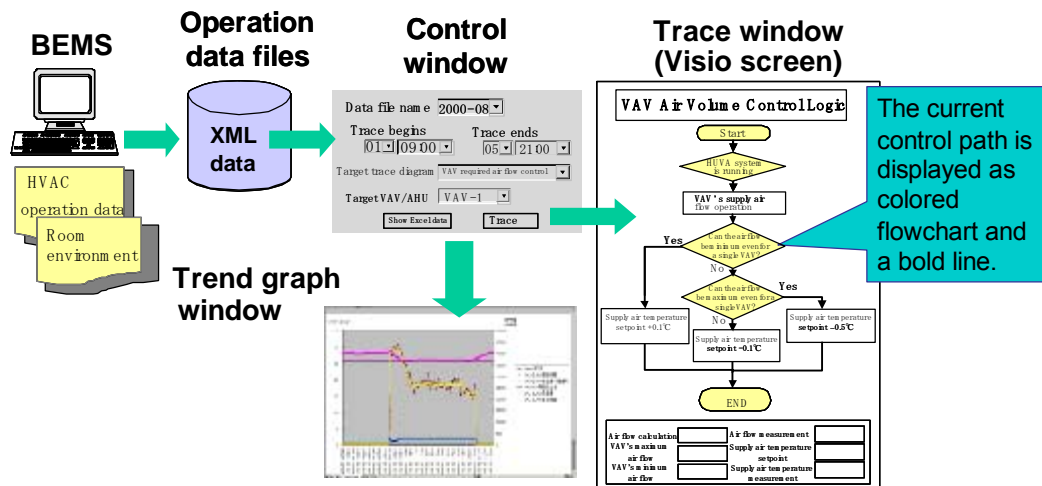 BEMS
Operation
data files
Control
window
Trace window
(Visio screen)
XML
data
HVAC
operation data
Room
environment
Data file name 2000-08
Trace begins
Trace ends
01 09:00
05 21:00
Target trace diagram VAV required air flow control
Target VAV/AHU VAV-1
Show Excel data
Trace
Trend graph
window
VAV Air Volume Control Logic
Start
HUVA system
is running
VAV's supply air
flow operation
Can the airflow
be minimum even for
a single VAV?
Yes
No
Can the airflow
be maximum even for a
single VAV?
Yes
No
Supply air temperature
setpoint +0.1℃
Supply air temperature
setpoint -0.1℃
Supply air temperature
setpoint -0.5℃
END
Air flow calculation
Air flow measurement
VAV's maximum
airflow
Supply air temperature
setpoint
VAV's minimum
air flow
Supply air temperature
measurement
The current
control path is
displayed as
colored
flowchart and
a bold line.